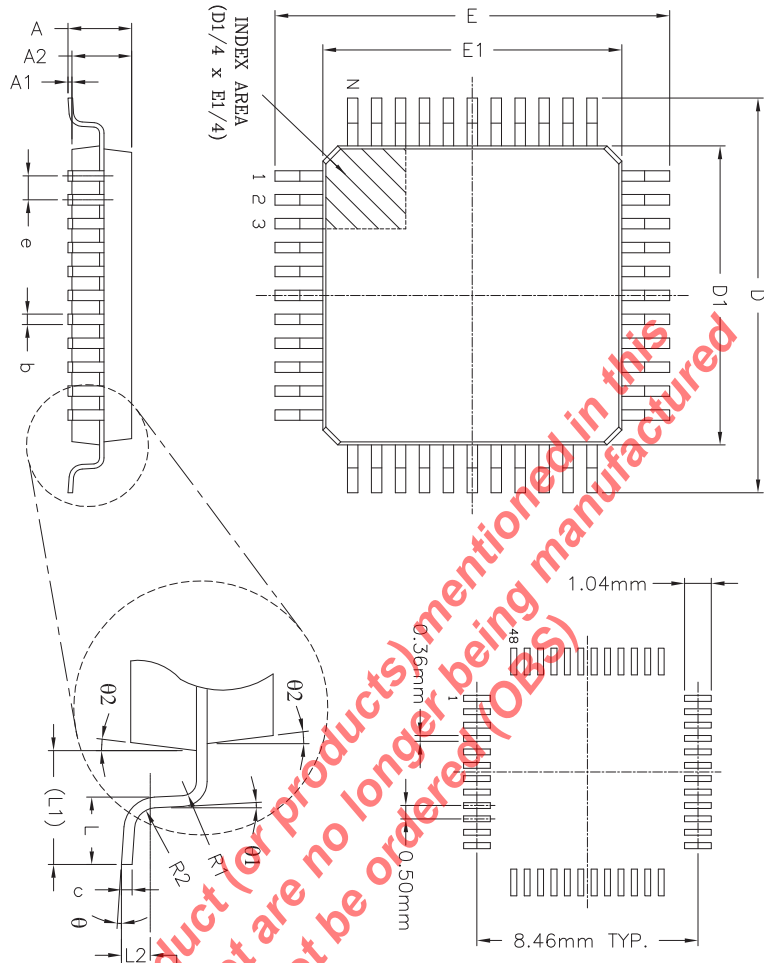 A
A2
A1
E
E1
INDEX AREA
(D1/4 x E1/4)
N
1
2
3
D1
D
e
b
1.04mm
0.36mm
48
1
0.50mm
8.46mm TYP.
θ2
θ2
(L1)
L
θ1
R1
R2
c
θ
L2
duct (or products) mentioned in this
are no longer being manufactured
be ordered (OBS)